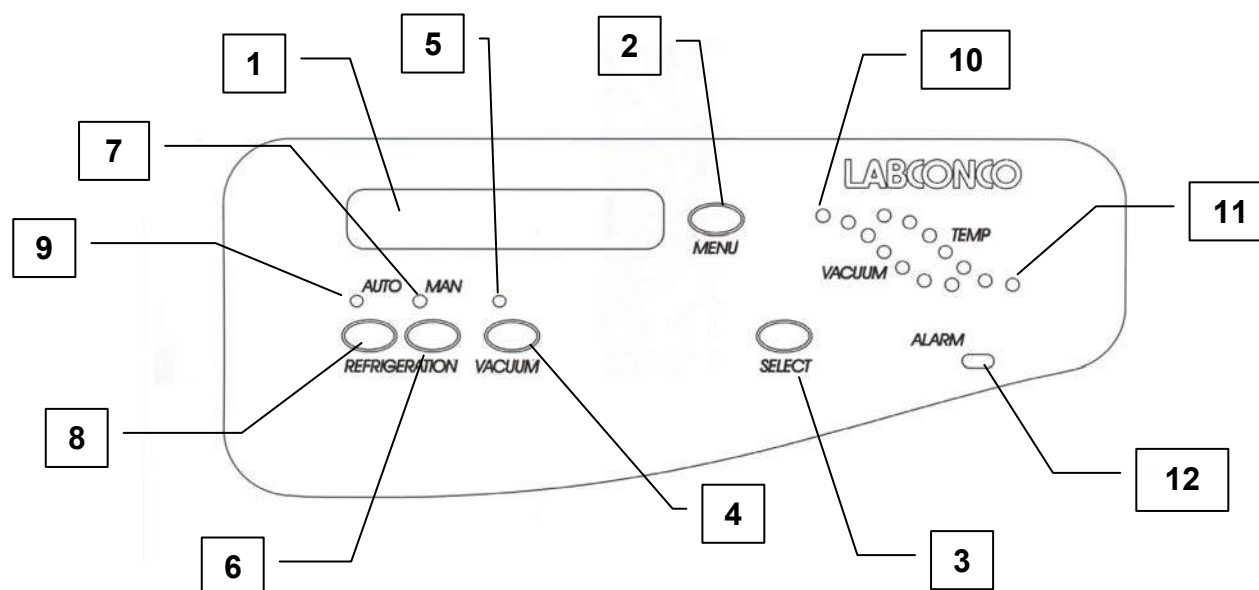 5
2
10
1
7
LABCONCO
11
9
TEMP
MENU
VACUUM
AUTO MAN
ALARM
REFRIGERATION VACUUM
SELECT
8
12
4
6
3